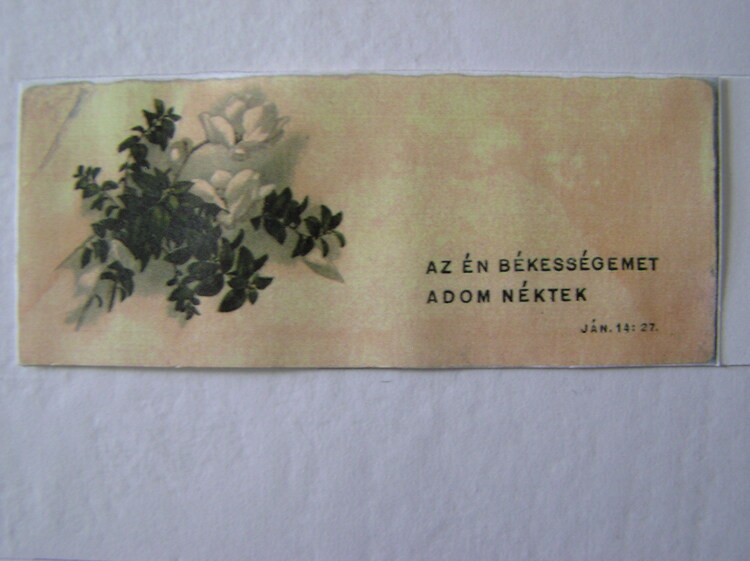 AZ ÉN BÉKESSÉGEMET
ADOM NÉKTEK
JÁN. 14: 27.